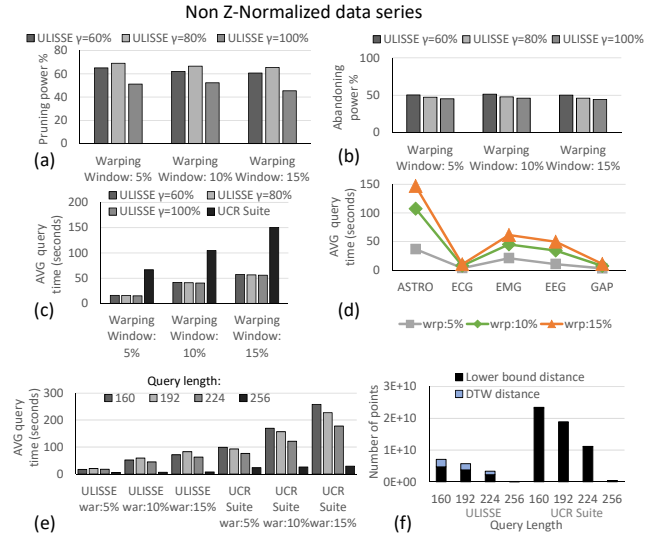 Non Z-Normalized data series
ULISSE γ=60% ULISSE γ=80% ULISSE γ=100%
Pruning power %
80
60
40
20
0
Warping Window: 5%
Warping Window: 10%
Warping Window: 15%
(a)
ULISSE γ=60% ULISSE γ=80% ULISSE γ=100%
Abandoning power %
100
50
0
Warping Window: 5%
Warping Window: 10%
Warping Window: 15%
(b)
ULISSE γ=60% ULISSE γ=80%
ULISSE γ=100% UCR Suite
AVG query time (seconds)
200
150
100
50
0
Warping Window: 5%
Warping Window: 10%
Warping Window: 15%
(c)
AVG query time (seconds)
150
100
50
0
ASTRO ECG EMG EEG GAP
(d)
wrp:5% wrp:10% wrp:15%
Query length:
160 192 224 256
AVG query time (seconds)
300
200
100
0
ULISSE war:5%
ULISSE war:10%
ULISSE war:15%
UCR Suite war:5%
UCR Suite war:10%
UCR Suite war:15%
(e)
Lower bound distance
DTW distance
Number of points
3E+10
2E+10
1E+10
0E+00
160 192 224 256 160 192 224 256
ULISSE UCR Suite
Query Length
(f)